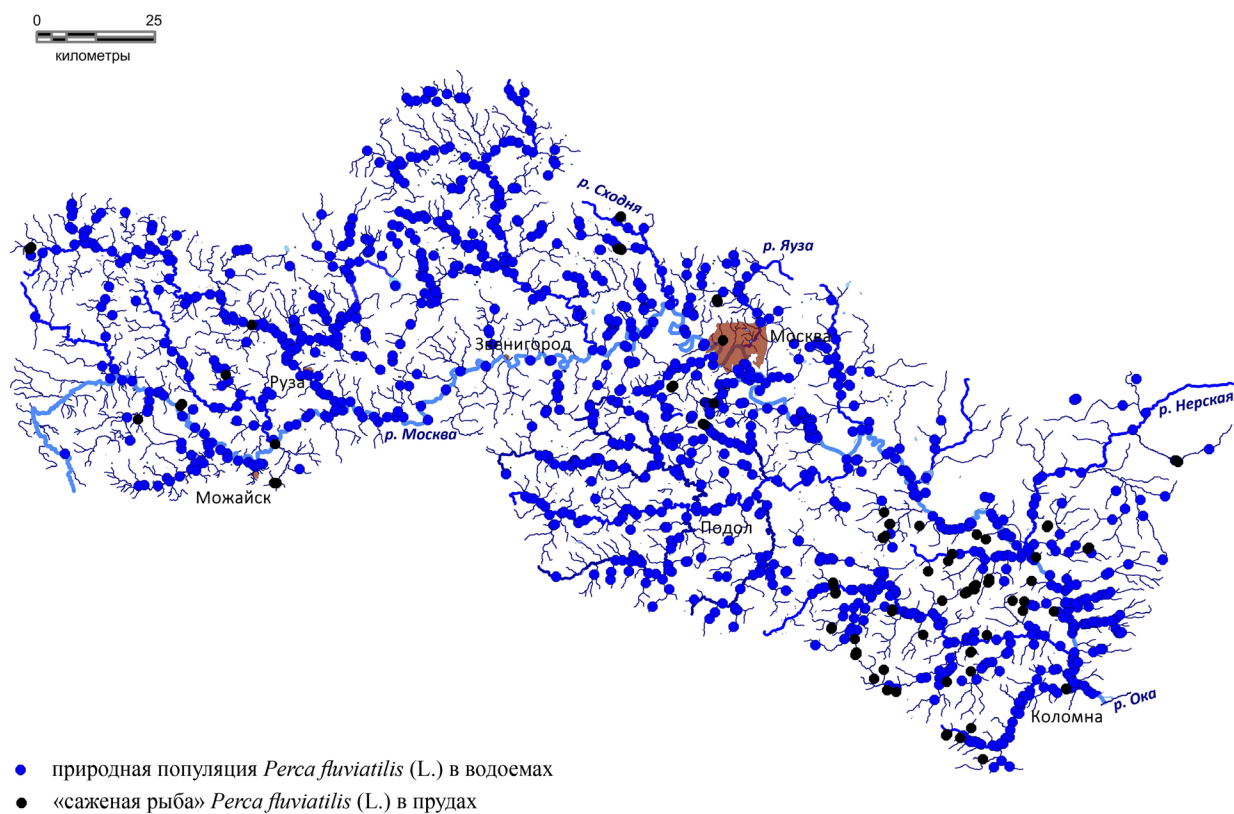 0 25
километры
р. Сходня
р. Яуза
Москва
Звенигород
Руза
р. Нерская
р. Москва
Можайск
Подол
р. Ока
Коломна
природная популяция Perca fluviatilis (L.) в водоемах
«саженая рыба» Perca fluviatilis (L.) в прудах